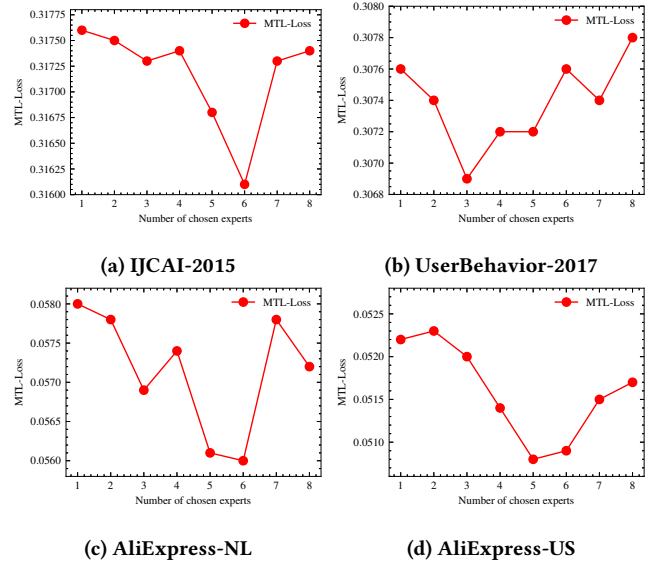 0.31775
0.31750
0.31725
0.31700
0.31675
0.31650
0.31625
0.31600
MTL-Loss
MTL-Loss
1 2 3 4 5 6 7 8
Number of chosen experts
(a) IJCAI-2015
0.3080
0.3078
0.3076
0.3074
0.3072
0.3070
0.3068
MTL-Loss
MTL-Loss
1 2 3 4 5 6 7 8
Number of chosen experts
(b) UserBehavior-2017
0.0580
0.0575
0.0570
0.0565
0.0560
MTL-Loss
MTL-Loss
1 2 3 4 5 6 7 8
Number of chosen experts
(c) AliExpress-NL
0.0525
0.0520
0.0515
0.0510
MTL-Loss
MTL-Loss
1 2 3 4 5 6 7 8
Number of chosen experts
(d) AliExpress-US